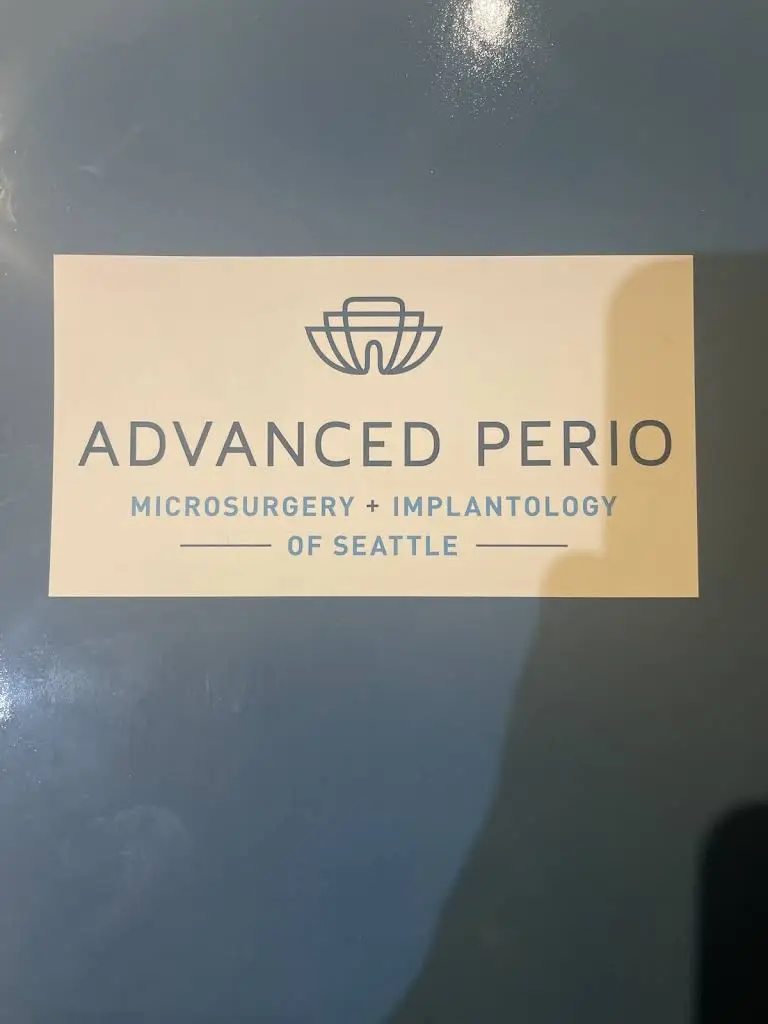 ADVANCED PERIO
MICROSURGERY + IMPLANTOLOGY
OF SEATTLE